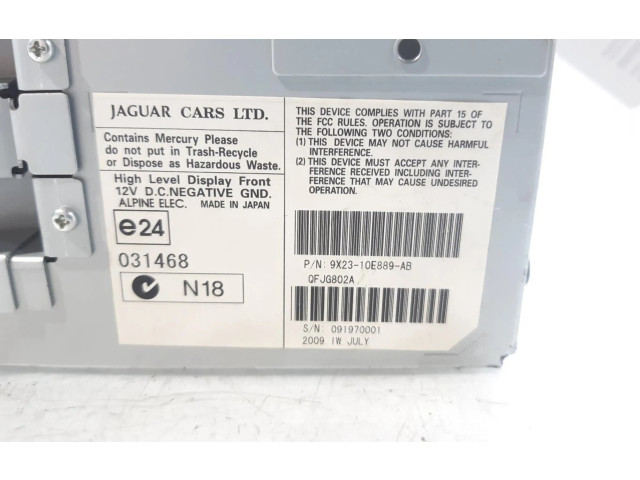 JAGUAR CARS LTD.
Contains Mercury Please
do not put in Trash-Recycle
or Dispose as Hazardous Waste.
High Level Display Front
12V D.C.NEGATIVE GND.
ALPINE ELEC. MADE IN JAPAN
e24
031468
N18
THIS DEVICE COMPLIES WITH PART 15 OF
THE FCC RULES. OPERATION IS SUBJECT TO
THE FOLLOWING TWO CONDITIONS:
(1) THIS DEVICE MAY NOT CAUSE HARMFUL
INTERFERENCE.
(2) THIS DEVICE MUST ACCEPT ANY INTER-
FERENCE RECEIVED INCLUDING INTER-
FERENCE THAT MAY CAUSE UNDESIRED
OPERATION.
P/N: 9X23-10E889-AB
QFJG802A
S/N: 091970001
2009 IW JULY